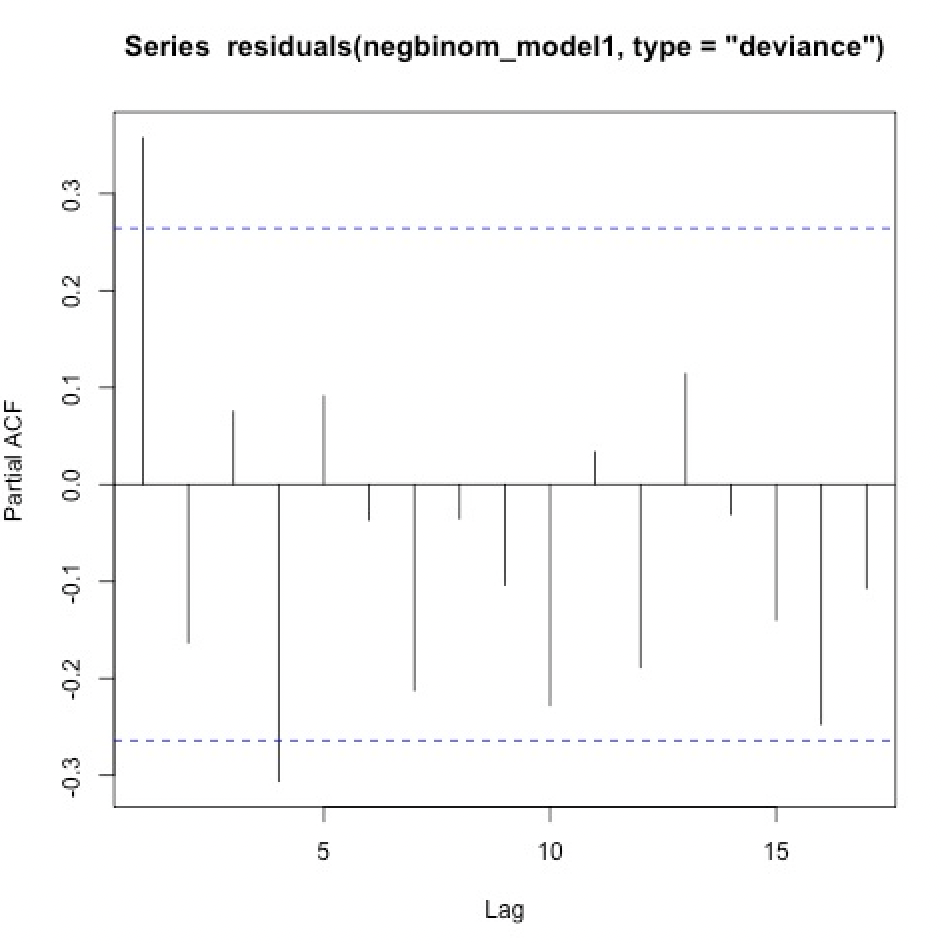 Series  residuals(negbinom_model1, type = "deviance")
Partial ACF
0.3
0.2
0.1
0.0
-0.1
-0.2
-0.3
5 10 15
Lag